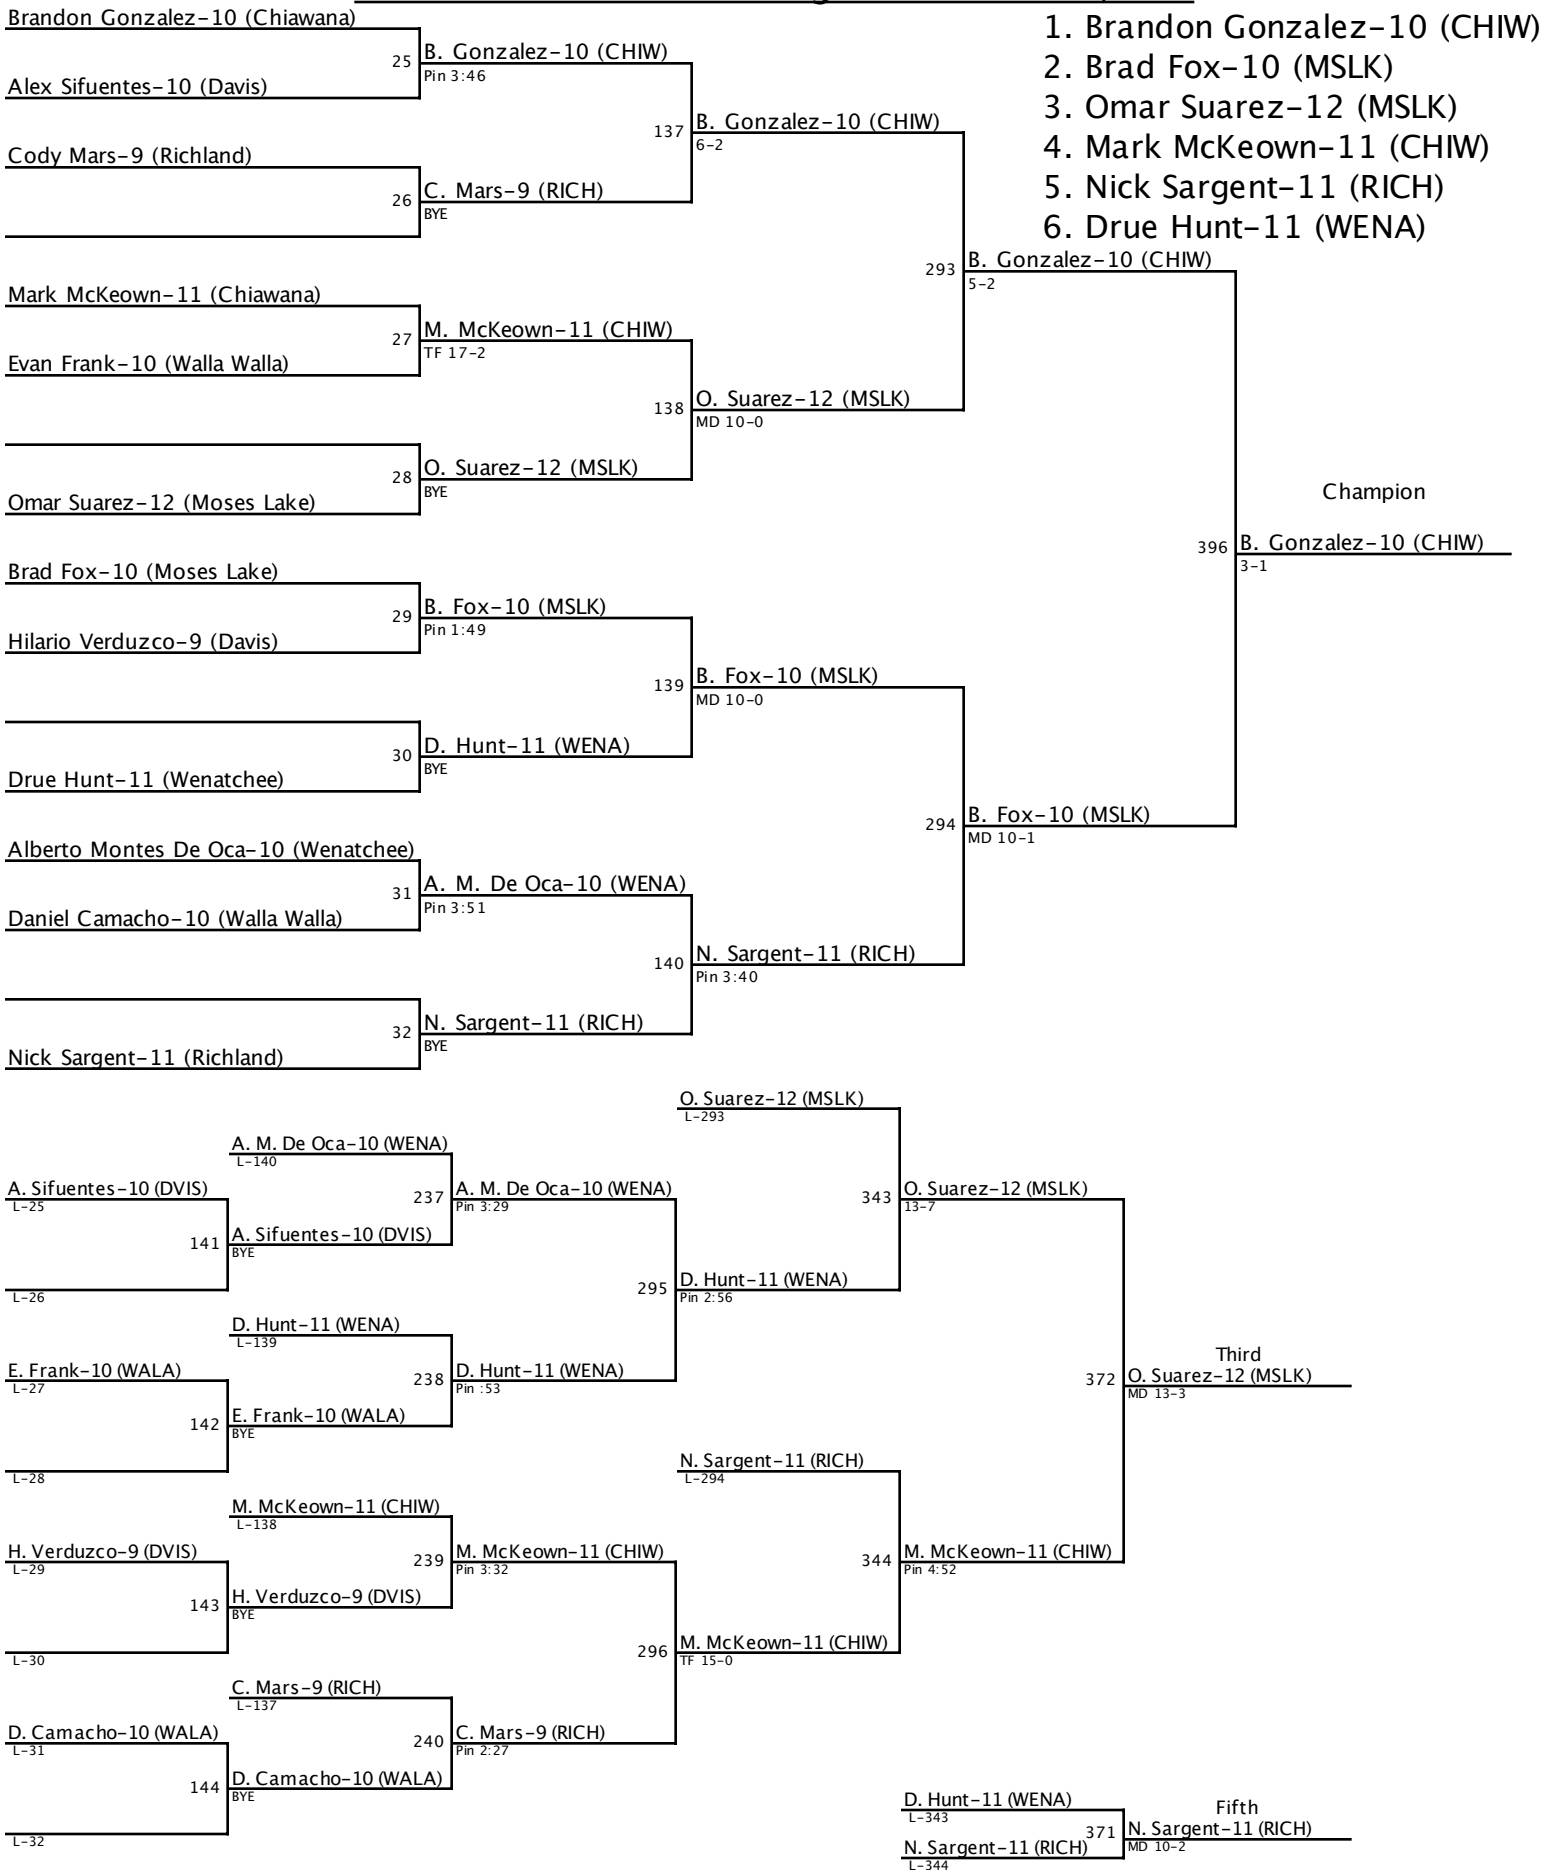 1. Brandon Gonzalez-10 (CHIW)
2. Brad Fox-10 (MSLK)
3. Omar Suarez-12 (MSLK)
4. Mark McKeown-11 (CHIW)
5. Nick Sargent-11 (RICH)
6. Drue Hunt-11 (WENA)
Brandon Gonzalez-10 (Chiawana)
25
B. Gonzalez-10 (CHIW)
Pin 3:46
Alex Sifuentes-10 (Davis)
137
B. Gonzalez-10 (CHIW)
6-2
Cody Mars-9 (Richland)
26
C. Mars-9 (RICH)
BYE
293
B. Gonzalez-10 (CHIW)
5-2
Mark McKeown-11 (Chiawana)
27
M. McKeown-11 (CHIW)
TF 17-2
Evan Frank-10 (Walla Walla)
138
O. Suarez-12 (MSLK)
MD 10-0
28
O. Suarez-12 (MSLK)
BYE
Omar Suarez-12 (Moses Lake)
Champion
396
B. Gonzalez-10 (CHIW)
3-1
Brad Fox-10 (Moses Lake)
29
B. Fox-10 (MSLK)
Pin 1:49
Hilario Verduzco-9 (Davis)
139
B. Fox-10 (MSLK)
MD 10-0
30
D. Hunt-11 (WENA)
BYE
Drue Hunt-11 (Wenatchee)
294
B. Fox-10 (MSLK)
MD 10-1
Alberto Montes De Oca-10 (Wenatchee)
31
A. M. De Oca-10 (WENA)
Pin 3:51
Daniel Camacho-10 (Walla Walla)
140
N. Sargent-11 (RICH)
Pin 3:40
32
N. Sargent-11 (RICH)
BYE
Nick Sargent-11 (Richland)
O. Suarez-12 (MSLK)
L-293
A. M. De Oca-10 (WENA)
L-140
A. Sifuentes-10 (DVIS)
L-25
237
A. M. De Oca-10 (WENA)
Pin 3:29
343
O. Suarez-12 (MSLK)
13-7
141
A. Sifuentes-10 (DVIS)
BYE
L-26
295
D. Hunt-11 (WENA)
Pin 2:56
D. Hunt-11 (WENA)
L-139
E. Frank-10 (WALA)
L-27
238
D. Hunt-11 (WENA)
Pin :53
Third
372
O. Suarez-12 (MSLK)
MD 13-3
142
E. Frank-10 (WALA)
BYE
L-28
N. Sargent-11 (RICH)
L-294
M. McKeown-11 (CHIW)
L-138
H. Verduzco-9 (DVIS)
L-29
239
M. McKeown-11 (CHIW)
Pin 3:32
344
M. McKeown-11 (CHIW)
Pin 4:52
143
H. Verduzco-9 (DVIS)
BYE
L-30
296
M. McKeown-11 (CHIW)
TF 15-0
C. Mars-9 (RICH)
L-137
D. Camacho-10 (WALA)
L-31
240
C. Mars-9 (RICH)
Pin 2:27
144
D. Camacho-10 (WALA)
BYE
L-32
D. Hunt-11 (WENA)
L-343
Fifth
371
N. Sargent-11 (RICH)
MD 10-2
N. Sargent-11 (RICH)
L-344